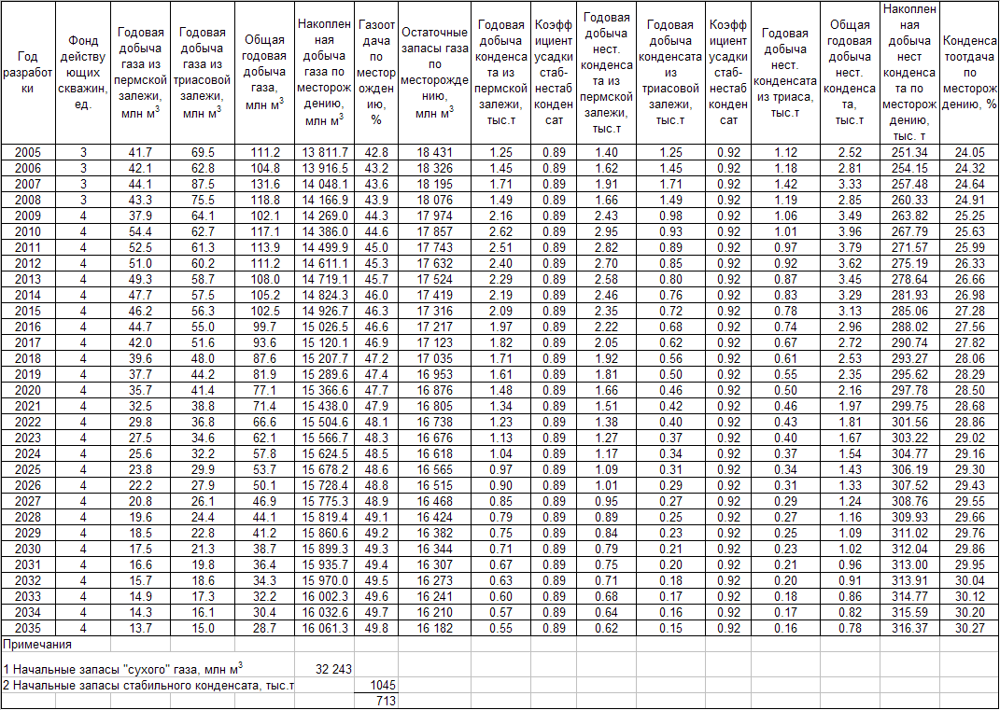 Год разработки | Фонд действующих скважин, ед. | Годовая добыча газа из пермской залежи, млн м3 | Годовая добыча газа из триасовой залежи, млн м3 | Общая годовая добыча газа, млн м3 | Накопленная добыча газа по месторождению, млн м3 | Газоотдача по месторождению, % | Остаточные запасы газа по месторождению, млн м3 | Годовая добыча конденсата из пермской залежи, тыс.т | Коэффициент усадки стаб-нестаб конденсат | Годовая добыча нест. конденсата из пермской залежи, тыс.т | Годовая добыча конденсата из триасовой залежи, тыс.т | Коэффициент усадки стаб-нестаб конденсат | Годовая добыча нест. конденсата из триаса, тыс.т | Общая годовая добыча нест. конденсата, тыс.т | Накопленная добыча нест конденсата по месторождению, тыс. т | Конденсатоотдача по месторождению, %
2005 3 41.7 69.5 111.2 13 811.7 42.8 18 431 1.25 0.89 1.40 1.25 0.92 1.12 2.52 251.34 24.05
2006 3 42.1 62.8 104.8 13 916.5 43.2 18 326 1.45 0.89 1.62 1.45 0.92 1.18 2.81 254.15 24.32
2007 3 44.1 87.5 131.6 14 048.1 43.6 18 195 1.71 0.89 1.91 1.71 0.92 1.42 3.33 257.48 24.64
2008 3 43.3 75.5 118.8 14 166.9 43.9 18 076 1.49 0.89 1.66 1.49 0.92 1.19 2.85 260.33 24.91
2009 4 37.9 64.1 102.1 14 269.0 44.3 17 974 2.16 0.89 2.43 0.98 0.92 1.06 3.49 263.82 25.25
2010 4 54.4 62.7 117.1 14 386.0 44.6 17 857 2.62 0.89 2.95 0.93 0.92 1.01 3.96 267.79 25.63
2011 4 52.5 61.3 113.9 14 499.9 45.0 17 743 2.51 0.89 2.82 0.89 0.92 0.97 3.79 271.57 25.99
2012 4 51.0 60.2 111.2 14 611.1 45.3 17 632 2.40 0.89 2.70 0.85 0.92 0.92 3.62 275.19 26.33
2013 4 49.3 58.7 108.0 14 719.1 45.7 17 524 2.29 0.89 2.58 0.80 0.92 0.87 3.45 278.64 26.66
2014 4 47.7 57.5 105.2 14 824.3 46.0 17 419 2.19 0.89 2.46 0.76 0.92 0.83 3.29 281.93 26.98
2015 4 46.2 56.3 102.5 14 926.7 46.3 17 316 2.09 0.89 2.35 0.72 0.92 0.78 3.13 285.06 27.28
2016 4 44.7 55.0 99.7 15 026.5 46.6 17 217 1.97 0.89 2.22 0.68 0.92 0.74 2.96 288.02 27.56
2017 4 42.0 51.6 93.6 15 120.1 46.9 17 123 1.82 0.89 2.05 0.62 0.92 0.67 2.72 290.74 27.82
2018 4 39.6 48.0 87.6 15 207.7 47.2 17 035 1.71 0.89 1.92 0.56 0.92 0.61 2.53 293.27 28.06
2019 4 37.7 44.2 81.9 15 289.6 47.4 16 953 1.61 0.89 1.81 0.50 0.92 0.55 2.35 295.62 28.29
2020 4 35.7 41.4 77.1 15 366.6 47.7 16 876 1.48 0.89 1.66 0.46 0.92 0.50 2.16 297.78 28.50
2021 4 32.5 38.8 71.4 15 438.0 47.9 16 805 1.34 0.89 1.51 0.42 0.92 0.46 1.97 299.75 28.68
2022 4 29.8 36.8 66.6 15 504.6 48.1 16 738 1.23 0.89 1.38 0.40 0.92 0.43 1.81 301.56 28.86
2023 4 27.5 34.6 62.1 15 566.7 48.3 16 676 1.13 0.89 1.27 0.37 0.92 0.40 1.67 303.22 29.02
2024 4 25.6 32.2 57.8 15 624.5 48.5 16 618 1.04 0.89 1.17 0.34 0.92 0.37 1.54 304.77 29.16
2025 4 23.8 29.9 53.7 15 678.2 48.6 16 565 0.97 0.89 1.09 0.31 0.92 0.34 1.43 306.19 29.30
2026 4 22.2 27.9 50.1 15 728.4 48.8 16 515 0.90 0.89 1.01 0.29 0.92 0.31 1.33 307.52 29.43
2027 4 20.8 26.1 46.9 15 775.3 48.9 16 468 0.85 0.89 0.95 0.27 0.92 0.29 1.24 308.76 29.55
2028 4 19.6 24.4 44.1 15 819.4 49.1 16 424 0.79 0.89 0.89 0.25 0.92 0.27 1.16 309.93 29.66
2029 4 18.5 22.8 41.2 15 860.6 49.2 16 382 0.75 0.89 0.84 0.23 0.92 0.25 1.09 311.02 29.76
2030 4 17.5 21.3 38.7 15 899.3 49.3 16 344 0.71 0.89 0.79 0.21 0.92 0.23 1.02 312.04 29.86
2031 4 16.6 19.8 36.4 15 935.7 49.4 16 307 0.67 0.89 0.75 0.20 0.92 0.21 0.96 313.00 29.95
2032 4 15.7 18.6 34.3 15 970.0 49.5 16 273 0.63 0.89 0.71 0.18 0.92 0.20 0.91 313.91 30.04
2033 4 14.9 17.3 32.2 16 002.3 49.6 16 241 0.60 0.89 0.68 0.17 0.92 0.18 0.86 314.77 30.12
2034 4 14.3 16.1 30.4 16 032.6 49.7 16 210 0.57 0.89 0.64 0.16 0.92 0.17 0.82 315.59 30.20
2035 4 13.7 15.0 28.7 16 061.3 49.8 16 182 0.55 0.89 0.62 0.15 0.92 0.16 0.78 316.37 30.27
Примечания
1 Начальные запасы "сухого" газа, млн м3 32 243
2 Начальные запасы стабильного конденсата, тыс.т 1045
713